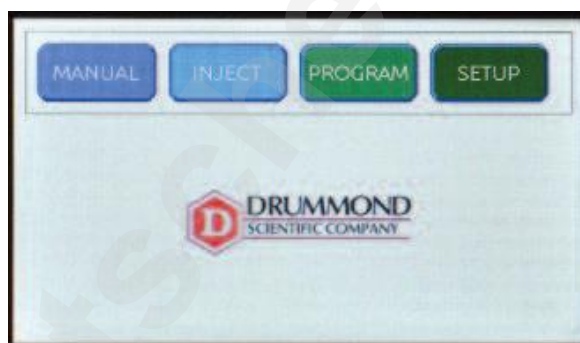 MANUAL INJECT PROGRAM SETUP
D DRUMMOND
SCIENTIFIC COMPANY